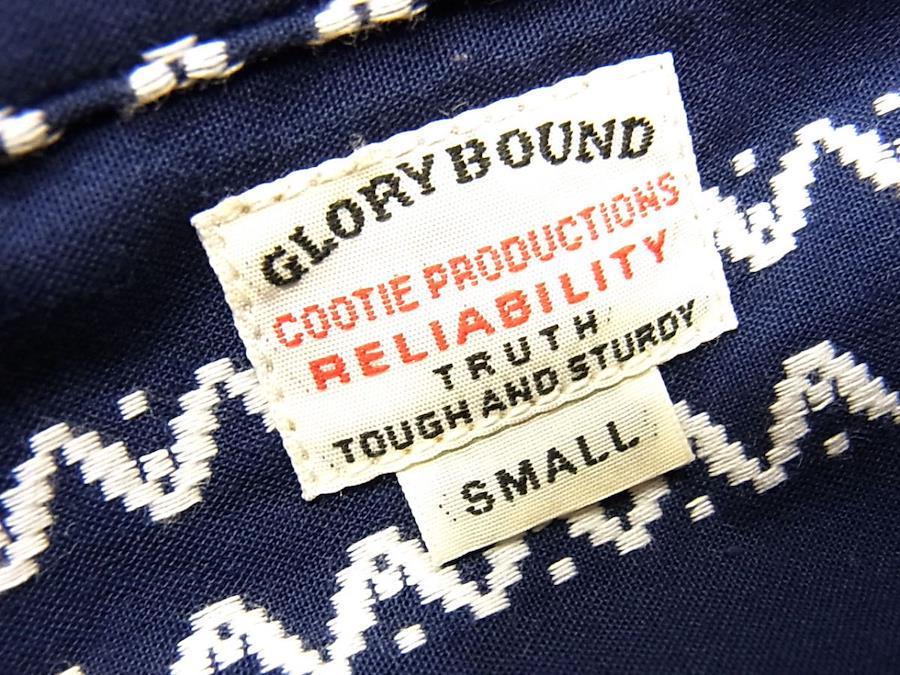 GLORY BOUND
COOTIE PRODUCTIONS
RELIABILITY
TRUTH
TOUGH AND STURDY
SMALL